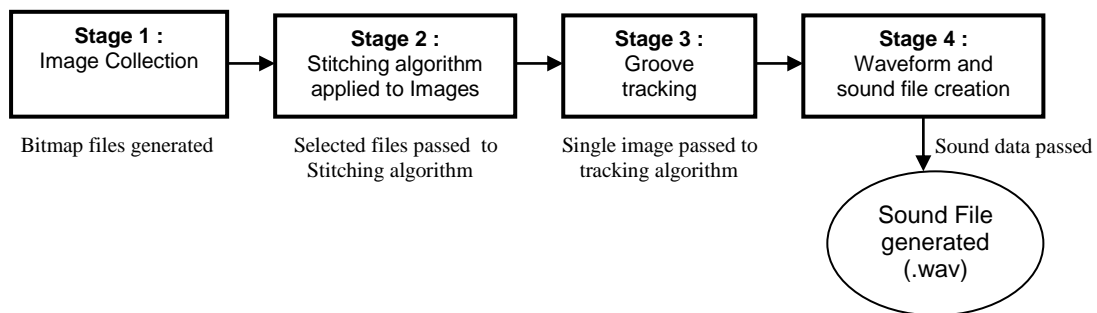 Stage 1 :
Image Collection
Bitmap files generated
Stage 2 :
Stitching algorithm
applied to Images
Selected files passed to
Stitching algorithm
Stage 3 :
Groove
tracking
Single image passed to
tracking algorithm
Stage 4 :
Waveform and
sound file creation
Sound data passed
Sound File
generated
(.wav)